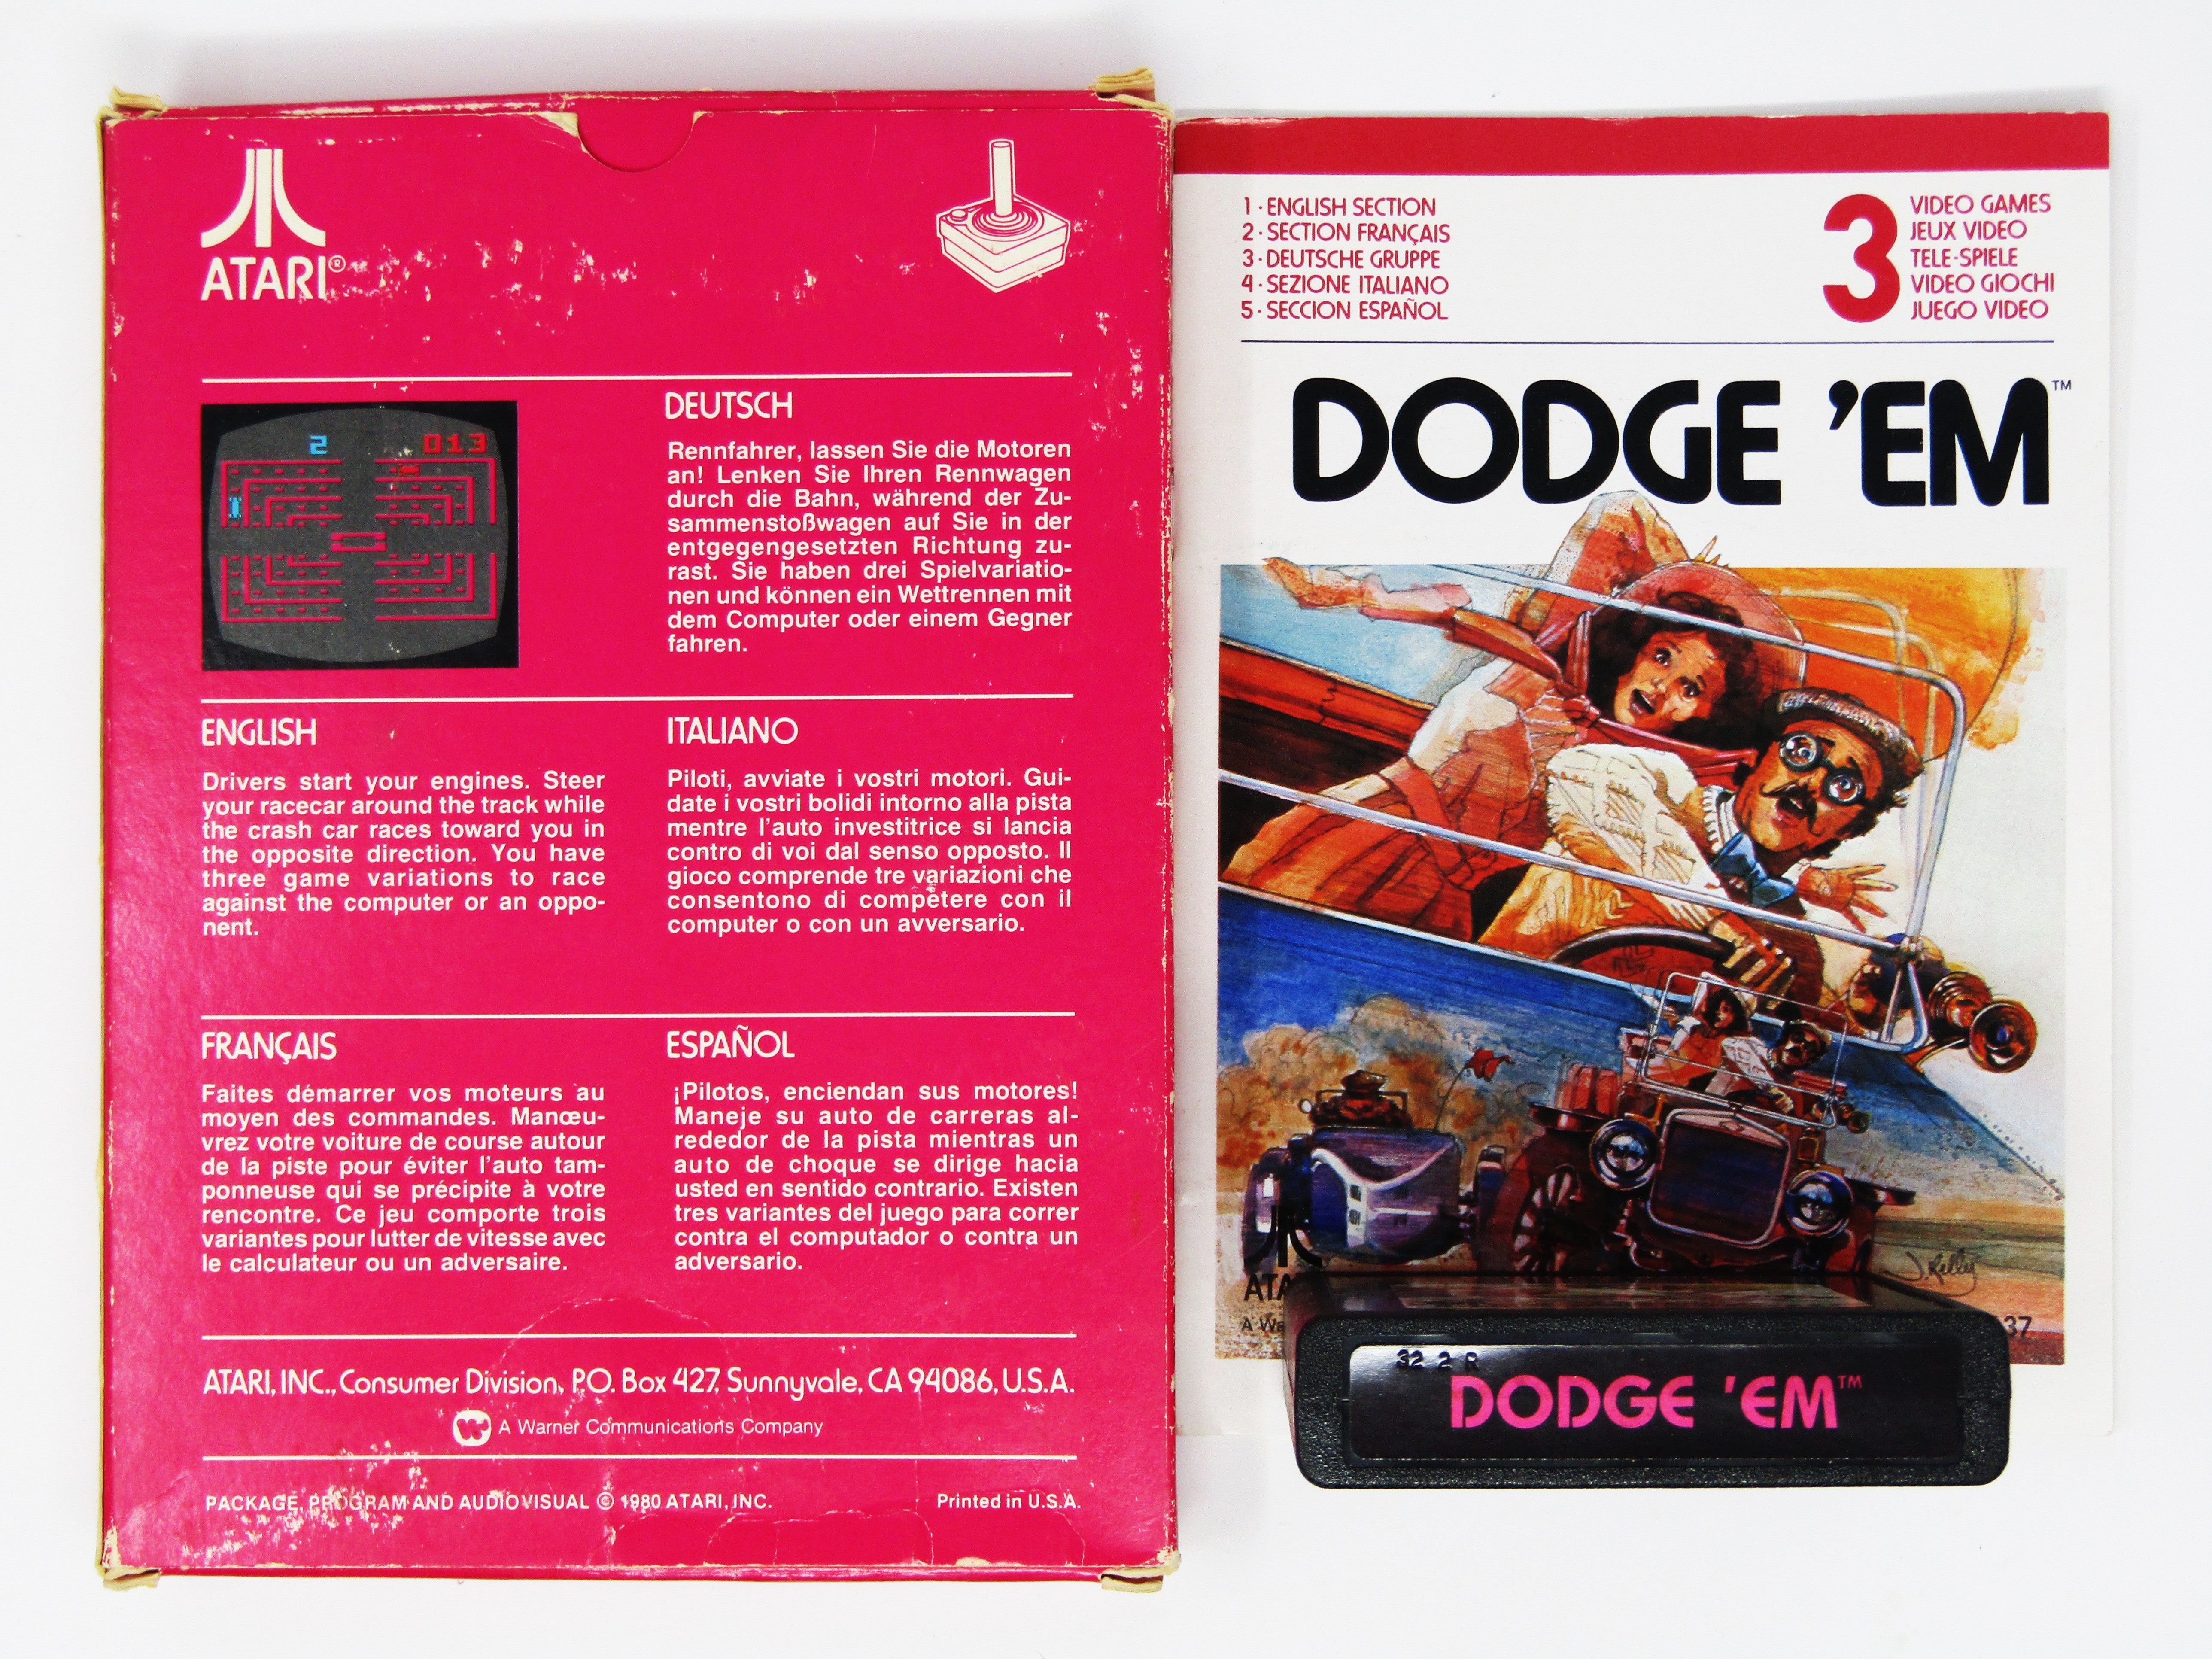 ATARI®
2
013
DEUTSCH
Rennfahrer, lassen Sie die Motoren
an! Lenken Sie Ihren Rennwagen
durch die Bahn, während der Zu-
sammenstoßwagen auf Sie in der
entgegengesetzten Richtung zu-
rast. Sie haben drei Spielvariatio-
nen und können ein Wettrennen mit
dem Computer oder einem Gegner
fahren.
ENGLISH
Drivers start your engines. Steer
your racecar around the track while
the crash car races toward you in
the opposite direction. You have
three game variations to race
against the computer or an oppo-
nent.
ITALIANO
Piloti, avviate i vostri motori. Gui-
date i vostri bolidi intorno alla pista
mentre l'auto investitrice si lancia
contro di voi dal senso opposto. Il
gioco comprende tre variazioni che
consentono di competere con il
computer o con un avversario.
FRANÇAIS
Faites démarrer vos moteurs au
moyen des commandes. Manœu-
vrez votre voiture de course autour
de la piste pour éviter l'auto tam-
ponneuse qui se précipite à votre
rencontre. Ce jeu comporte trois
variantes pour lutter de vitesse avec
le calculateur ou un adversaire.
ESPAÑOL
¡Pilotos, enciendan sus motores!
Maneje su auto de carreras al-
rededor de la pista mientras un
auto de choque se dirige hacia
usted en sentido contrario. Existen
tres variantes del juego para correr
contra el computador o contra un
adversario.
ATARI, INC., Consumer Division, P.O. Box 427, Sunnyvale, CA 94086, U.S.A.
A Warner Communications Company
PACKAGE, PROGRAM AND AUDIOVISUAL © 1980 ATARI, INC.
Printed in U.S.A.
1 · ENGLISH SECTION
2 · SECTION FRANÇAIS
3 · DEUTSCHE GRUPPE
4 · SEZIONE ITALIANO
5 · SECCION ESPAÑOL
3
VIDEO GAMES
JEUX VIDEO
TELE-SPIELE
VIDEO GIOCHI
JUEGO VIDEO
DODGE 'EM™
J. Kelly
ATA
A Wa
37
32 2 R
DODGE 'EM™